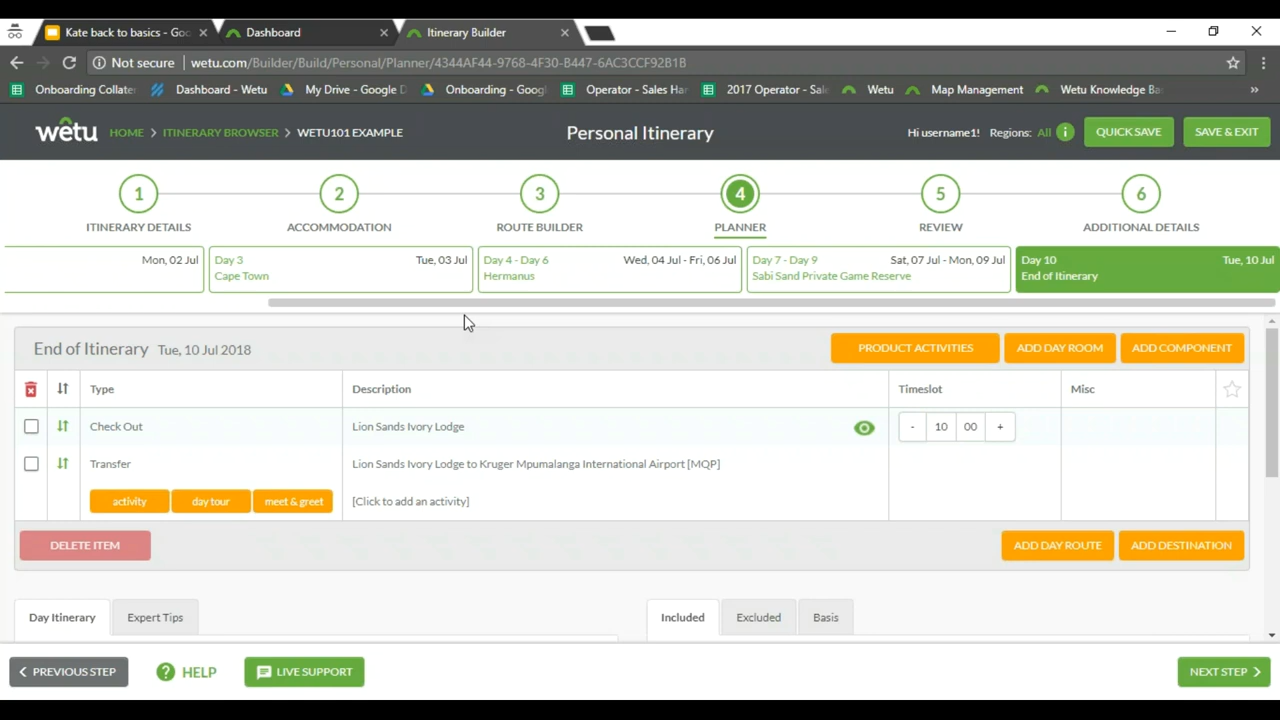 Kate back to basics - Goo
Dashboard
Itinerary Builder
Not secure | wetu.com/Builder/Build/Personal/Planner/4344AF44-9768-4F30-B447-6AC3CCF92B1B
Onboarding Collate Dashboard - Wetu My Drive - Google D Onboarding - Goog Operator - Sales Har 2017 Operator - Sale Wetu Map Management Wetu Knowledge Ba »
wetu HOME > ITINERARY BROWSER > WETU101 EXAMPLE Personal Itinerary Hi username1! Regions: All i QUICK SAVE SAVE & EXIT
1 2 3 4 5 6
ITINERARY DETAILS ACCOMMODATION ROUTE BUILDER PLANNER REVIEW ADDITIONAL DETAILS
Mon, 02 Jul Day 3 Tue, 03 Jul Day 4 - Day 6 Wed, 04 Jul - Fri, 06 Jul Day 7 - Day 9 Sat, 07 Jul - Mon, 09 Jul Day 10 Tue, 10 Jul
Cape Town Hermanus Sabi Sand Private Game Reserve End of Itinerary
End of Itinerary Tue, 10 Jul 2018 PRODUCT ACTIVITIES ADD DAY ROOM ADD COMPONENT
Type Description Timeslot Misc
Check Out Lion Sands Ivory Lodge - 10 00 +
Transfer Lion Sands Ivory Lodge to Kruger Mpumalanga International Airport [MQP]
activity day tour meet & greet [Click to add an activity]
DELETE ITEM ADD DAY ROUTE ADD DESTINATION
Day Itinerary Expert Tips Included Excluded Basis
PREVIOUS STEP ? HELP LIVE SUPPORT NEXT STEP